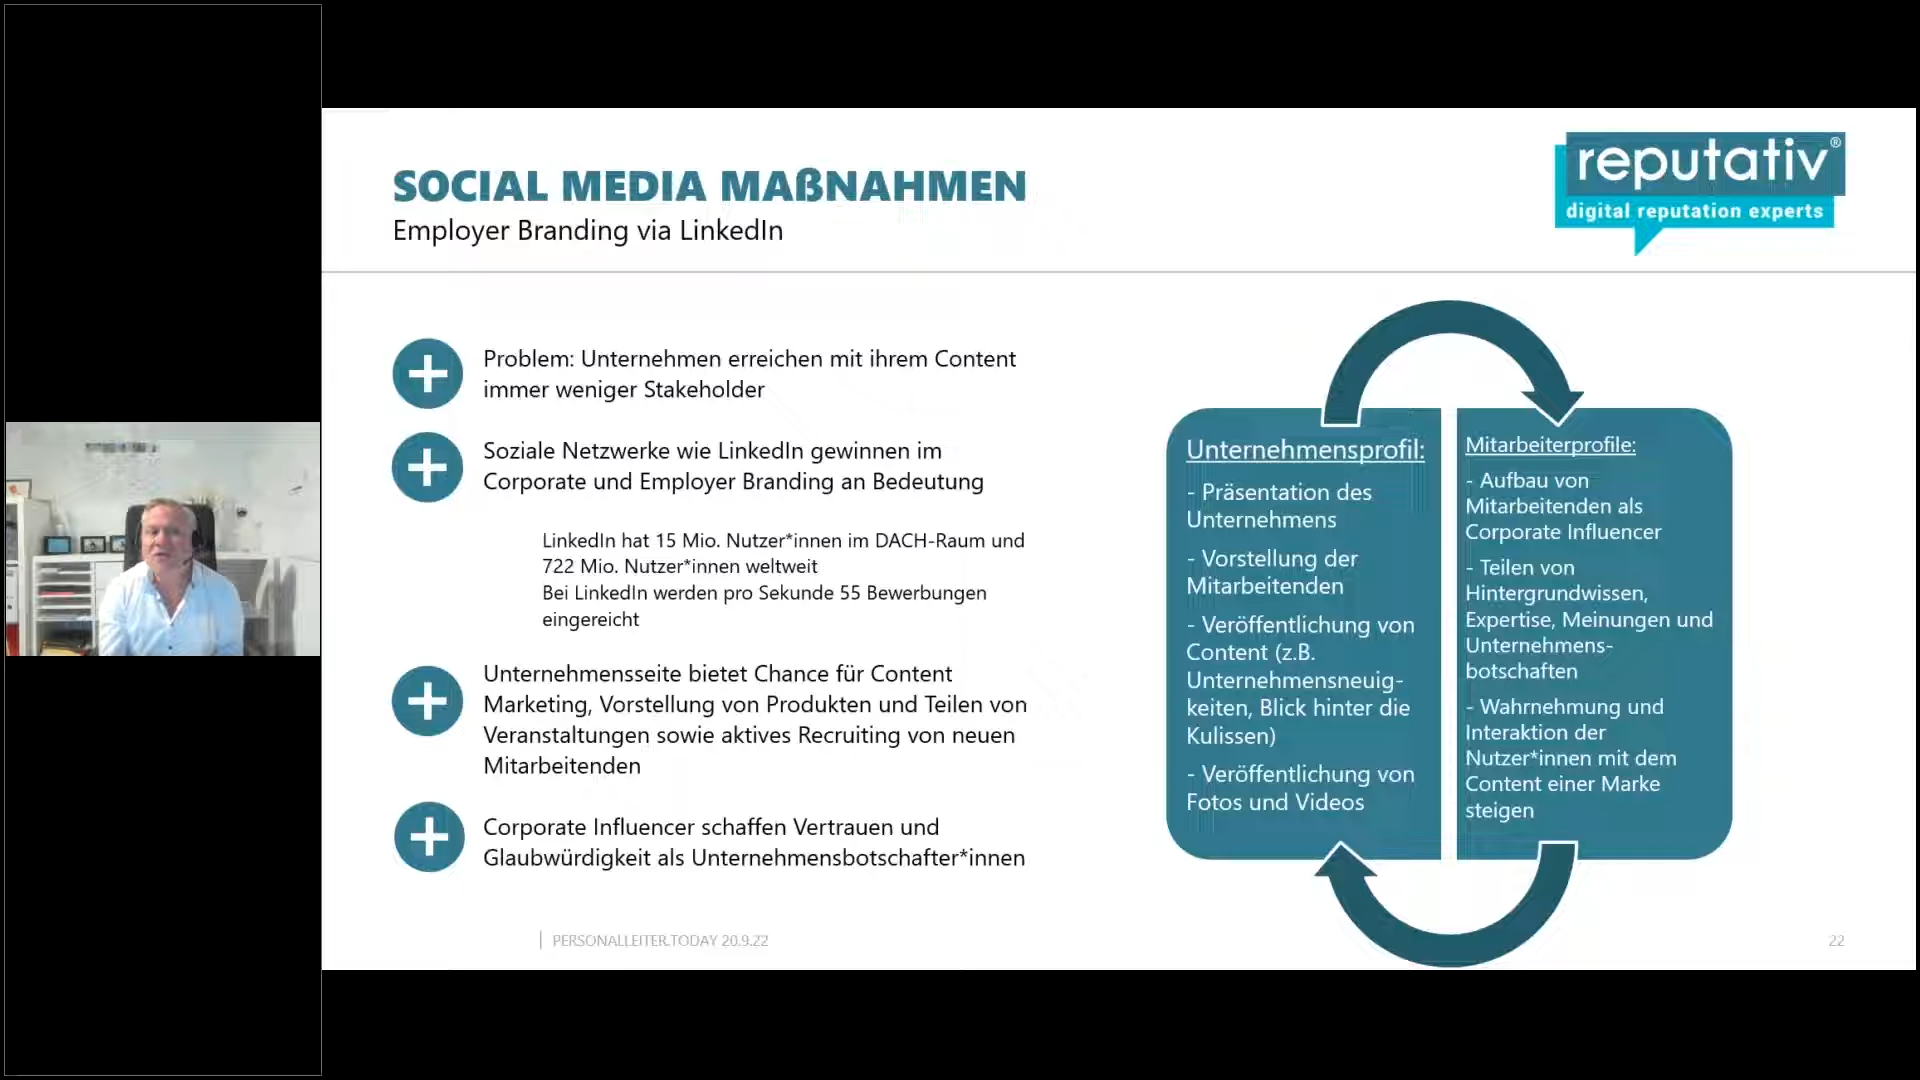 reputativ®
digital reputation experts
SOCIAL MEDIA MAßNAHMEN
Employer Branding via LinkedIn
Problem: Unternehmen erreichen mit ihrem Content
immer weniger Stakeholder
Soziale Netzwerke wie LinkedIn gewinnen im
Corporate und Employer Branding an Bedeutung
LinkedIn hat 15 Mio. Nutzer*innen im DACH-Raum und
722 Mio. Nutzer*innen weltweit
Bei LinkedIn werden pro Sekunde 55 Bewerbungen
eingereicht
Unternehmensseite bietet Chance für Content
Marketing, Vorstellung von Produkten und Teilen von
Veranstaltungen sowie aktives Recruiting von neuen
Mitarbeitenden
Corporate Influencer schaffen Vertrauen und
Glaubwürdigkeit als Unternehmensbotschafter*innen
Unternehmensprofil:
- Präsentation des
Unternehmens
- Vorstellung der
Mitarbeitenden
- Veröffentlichung von
Content (z.B.
Unternehmensneuig-
keiten, Blick hinter die
Kulissen)
- Veröffentlichung von
Fotos und Videos
Mitarbeiterprofile:
- Aufbau von
Mitarbeitenden als
Corporate Influencer
- Teilen von
Hintergrundwissen,
Expertise, Meinungen und
Unternehmens-
botschaften
- Wahrnehmung und
Interaktion der
Nutzer*innen mit dem
Content einer Marke
steigen
PERSONALLEITER.TODAY 20.9.22
22